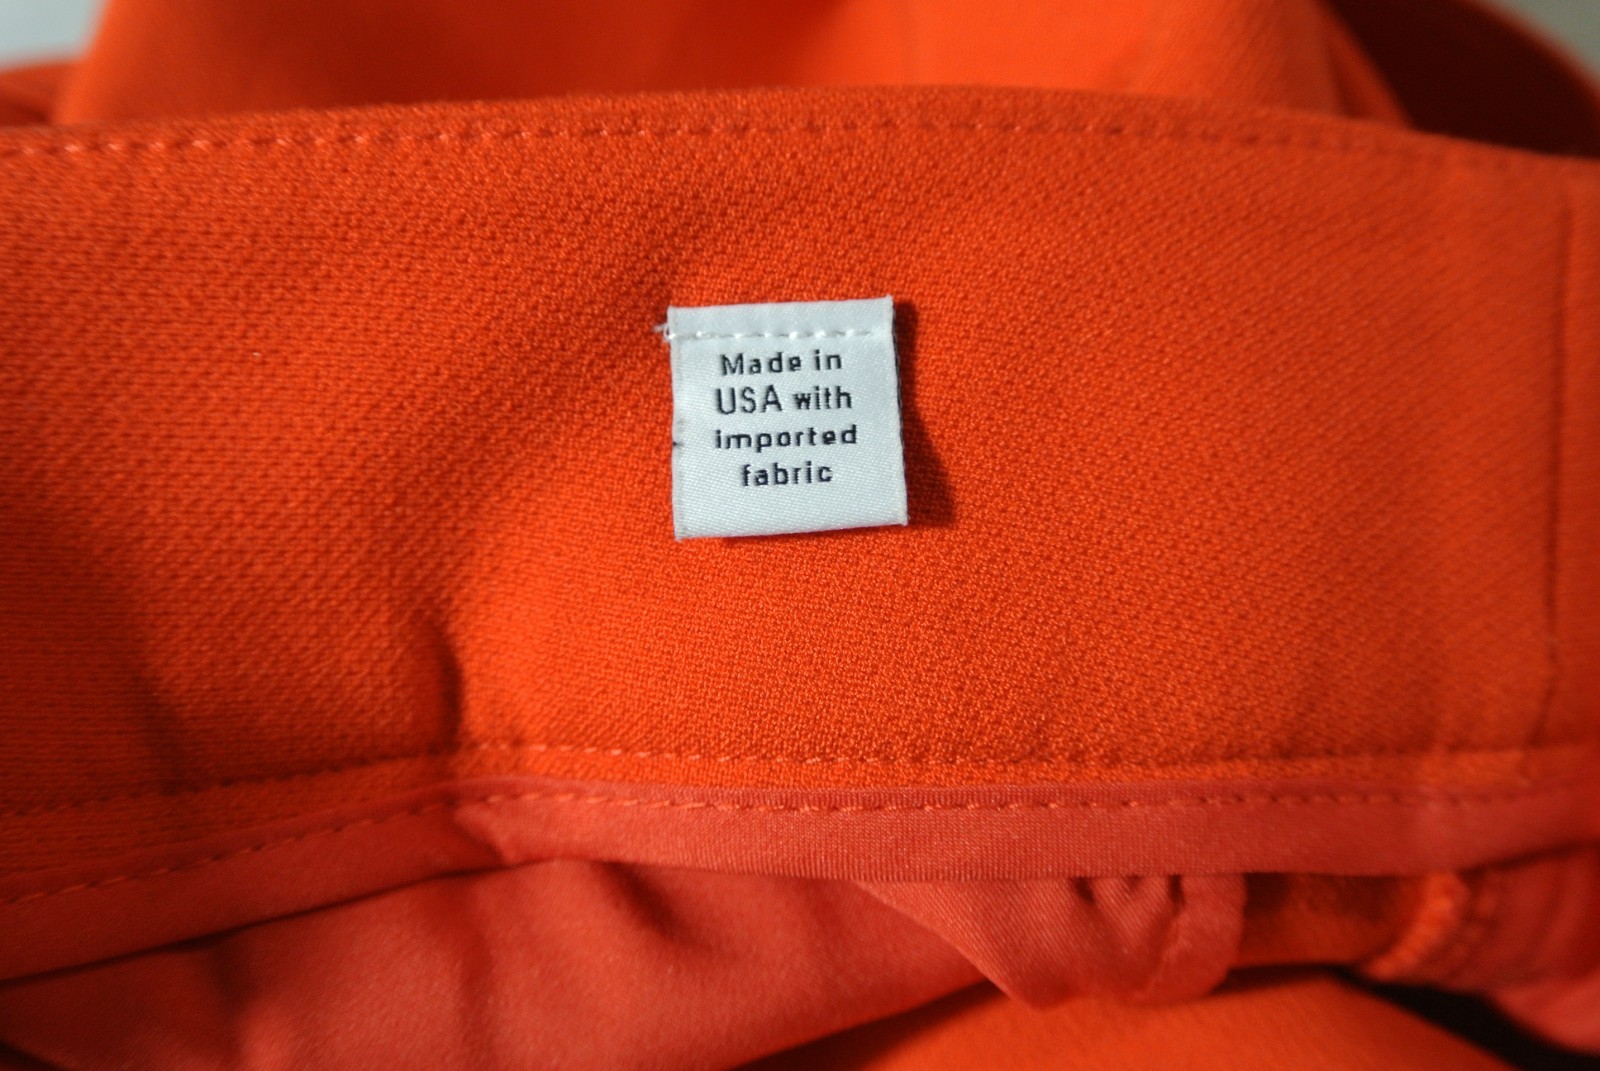 Made in
USA with
imported
fabric